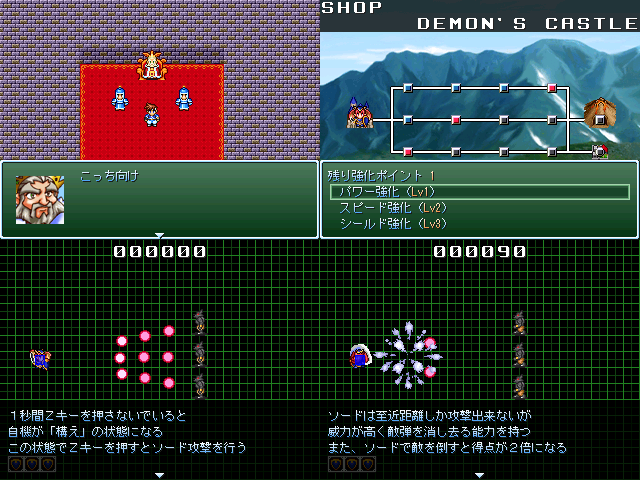 SHOP
DEMON'S CASTLE
こっち向け
残り強化ポイント 1
パワー強化(Lv1)
スピード強化(Lv2)
シールド強化(Lv3)
000000
1秒間Zキーを押さないでいると
自機が「構え」の状態になる
この状態でZキーを押すとソード攻撃を行う
000090
ソードは至近距離しか攻撃出来ないが
威力が高く敵弾を消し去る能力を持つ
また、ソードで敵を倒すと得点が2倍になる